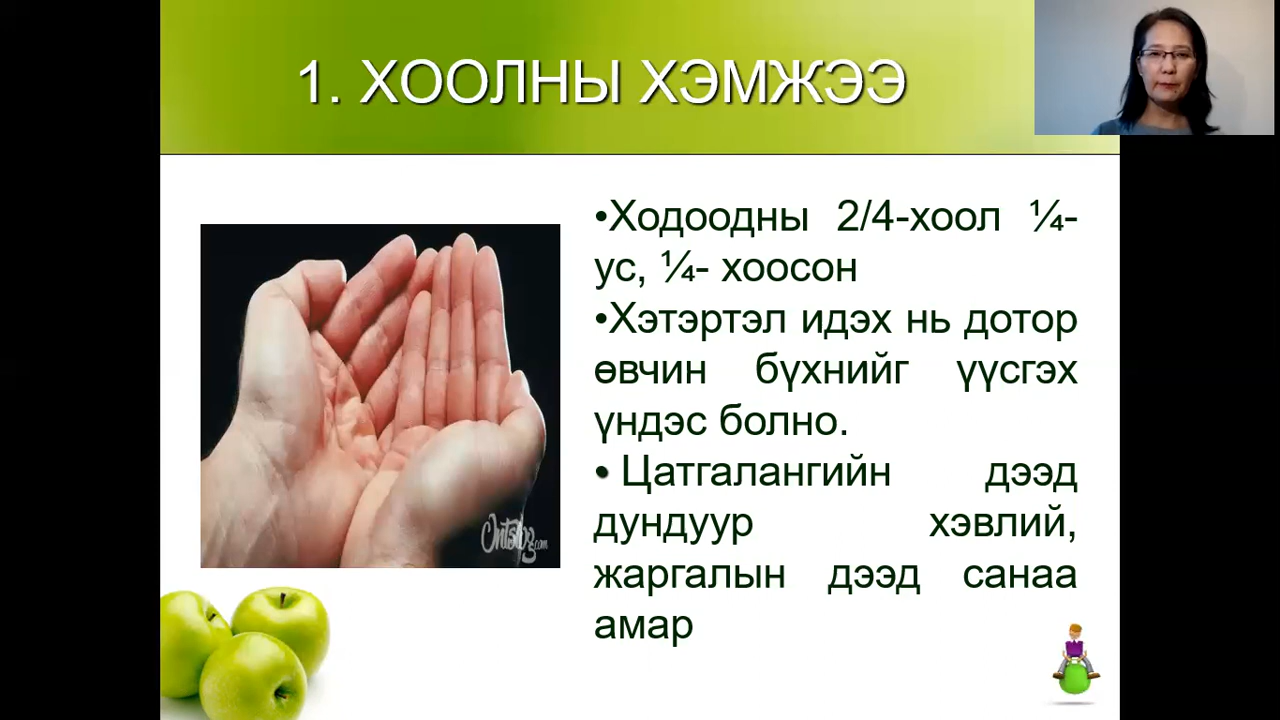 1. ХООЛНЫ ХЭМЖЭЭ
•Ходоодны 2/4-хоол ¼-
ус, ¼- хоосон
•Хэтэртэл идэх нь дотор
өвчин бүхнийг үүсгэх
үндэс болно.
• Цатгалангийн дээд
дундуур хэвлий,
жаргалын дээд санаа
амар